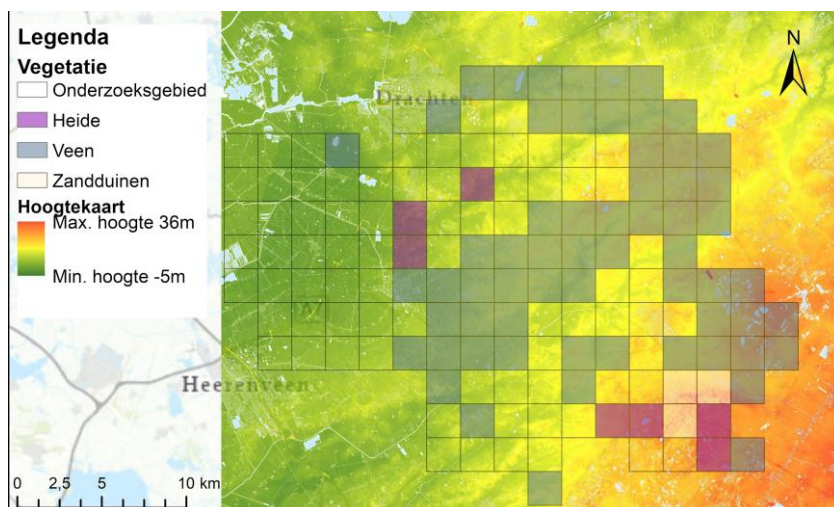 Legenda
Vegetatie
Onderzoeksgebied
Heide
Veen
Zandduinen
Hoogtekaart
Max. hoogte 36m
Min. hoogte -5m
N
Drachten
Heerenveen
0 2,5 5 10 km